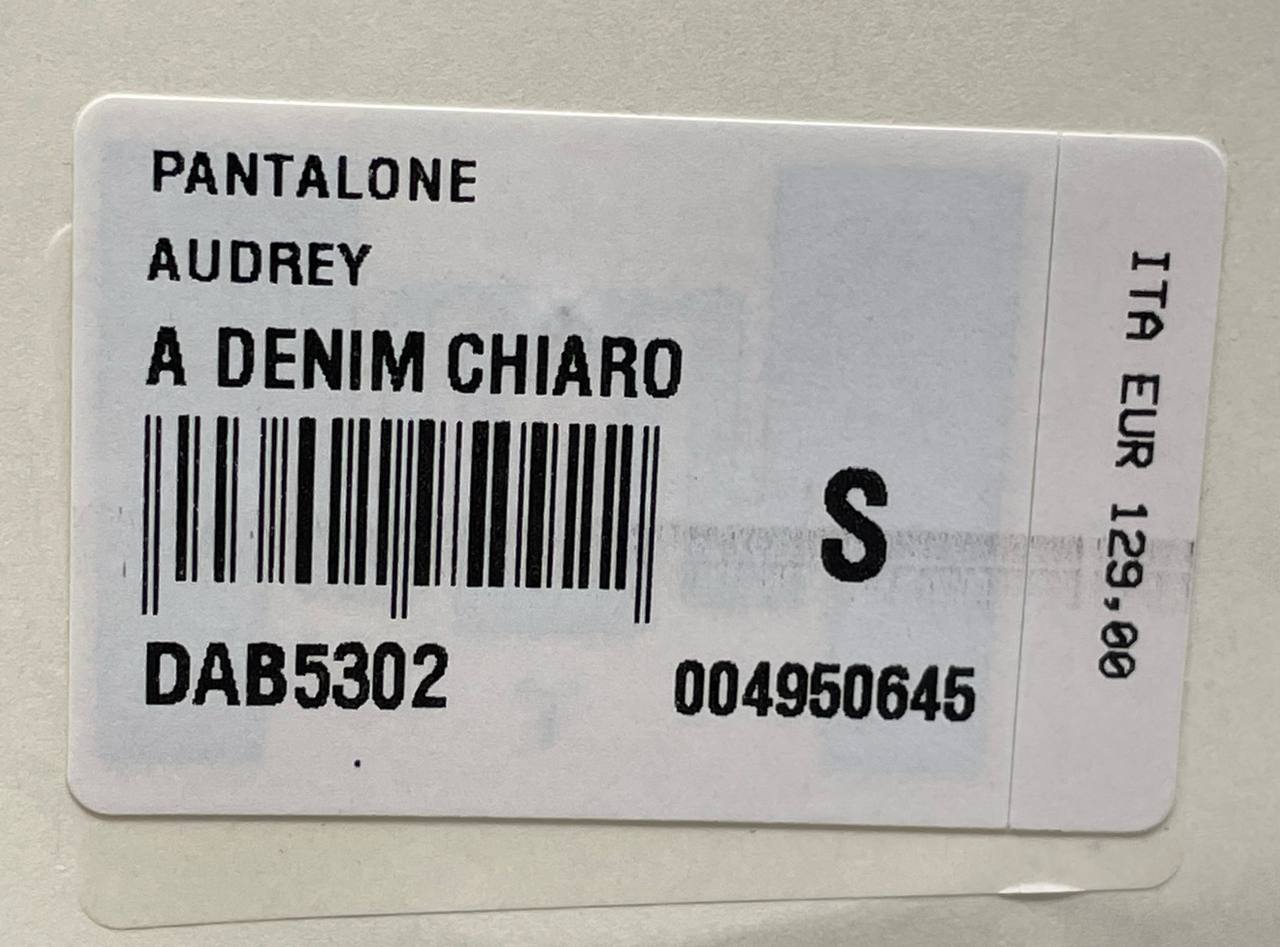 PANTALONE
AUDREY
A DENIM CHIARO
S
DAB5302
004950645
ITA EUR 129,00